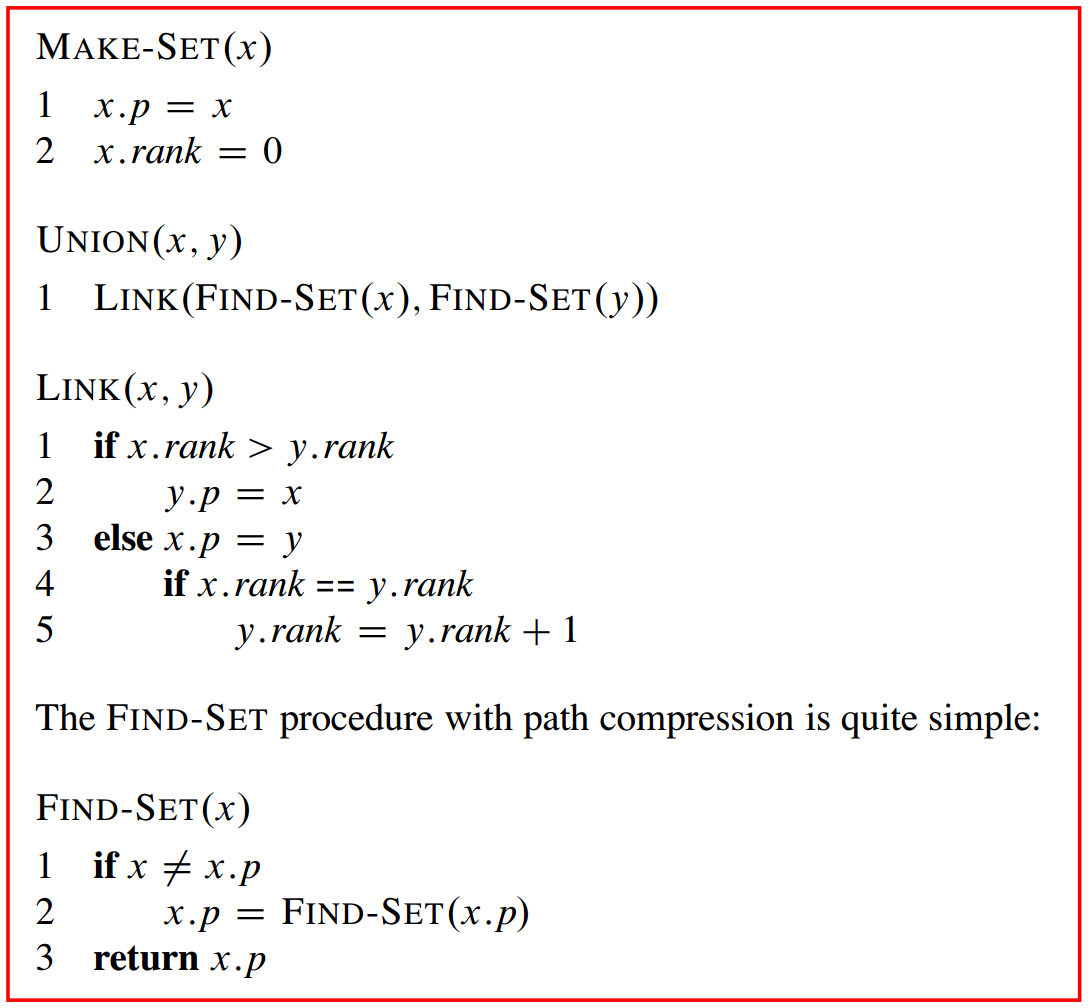 MAKE-SET(x)
1 x.p = x
2 x.rank = 0
UNION(x, y)
1 LINK(FIND-SET(x), FIND-SET(y))
LINK(x, y)
1 if x.rank > y.rank
2 y.p = x
3 else x.p = y
4 if x.rank == y.rank
5 y.rank = y.rank + 1
The FIND-SET procedure with path compression is quite simple:
FIND-SET(x)
1 if x ≠ x.p
2 x.p = FIND-SET(x.p)
3 return x.p